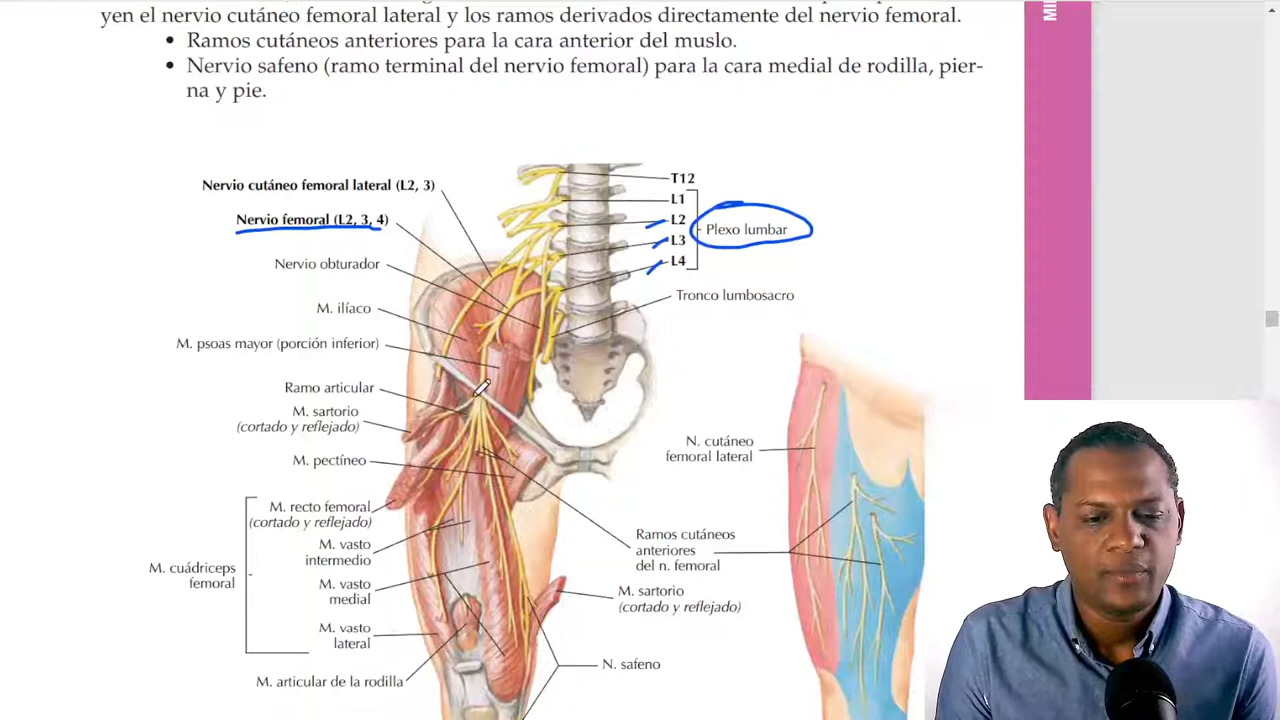 yen el nervio cutáneo femoral lateral y los ramos derivados directamente del nervio femoral.
• Ramos cutáneos anteriores para la cara anterior del muslo.
• Nervio safeno (ramo terminal del nervio femoral) para la cara medial de rodilla, pier-
na y pie.
Nervio cutáneo femoral lateral (L2, 3)
Nervio femoral (L2, 3, 4)
Nervio obturador
M. ilíaco
M. psoas mayor (porción inferior)
Ramo articular
M. sartorio
(cortado y reflejado)
M. pectíneo
M. recto femoral
(cortado y reflejado)
M. vasto
intermedio
M. cuádriceps
femoral
M. vasto
medial
M. vasto
lateral
M. articular de la rodilla
T12
L1
L2
L3
L4
Plexo lumbar
Tronco lumbosacro
N. cutáneo
femoral lateral
Ramos cutáneos
anteriores
del n. femoral
M. sartorio
(cortado y reflejado)
N. safeno